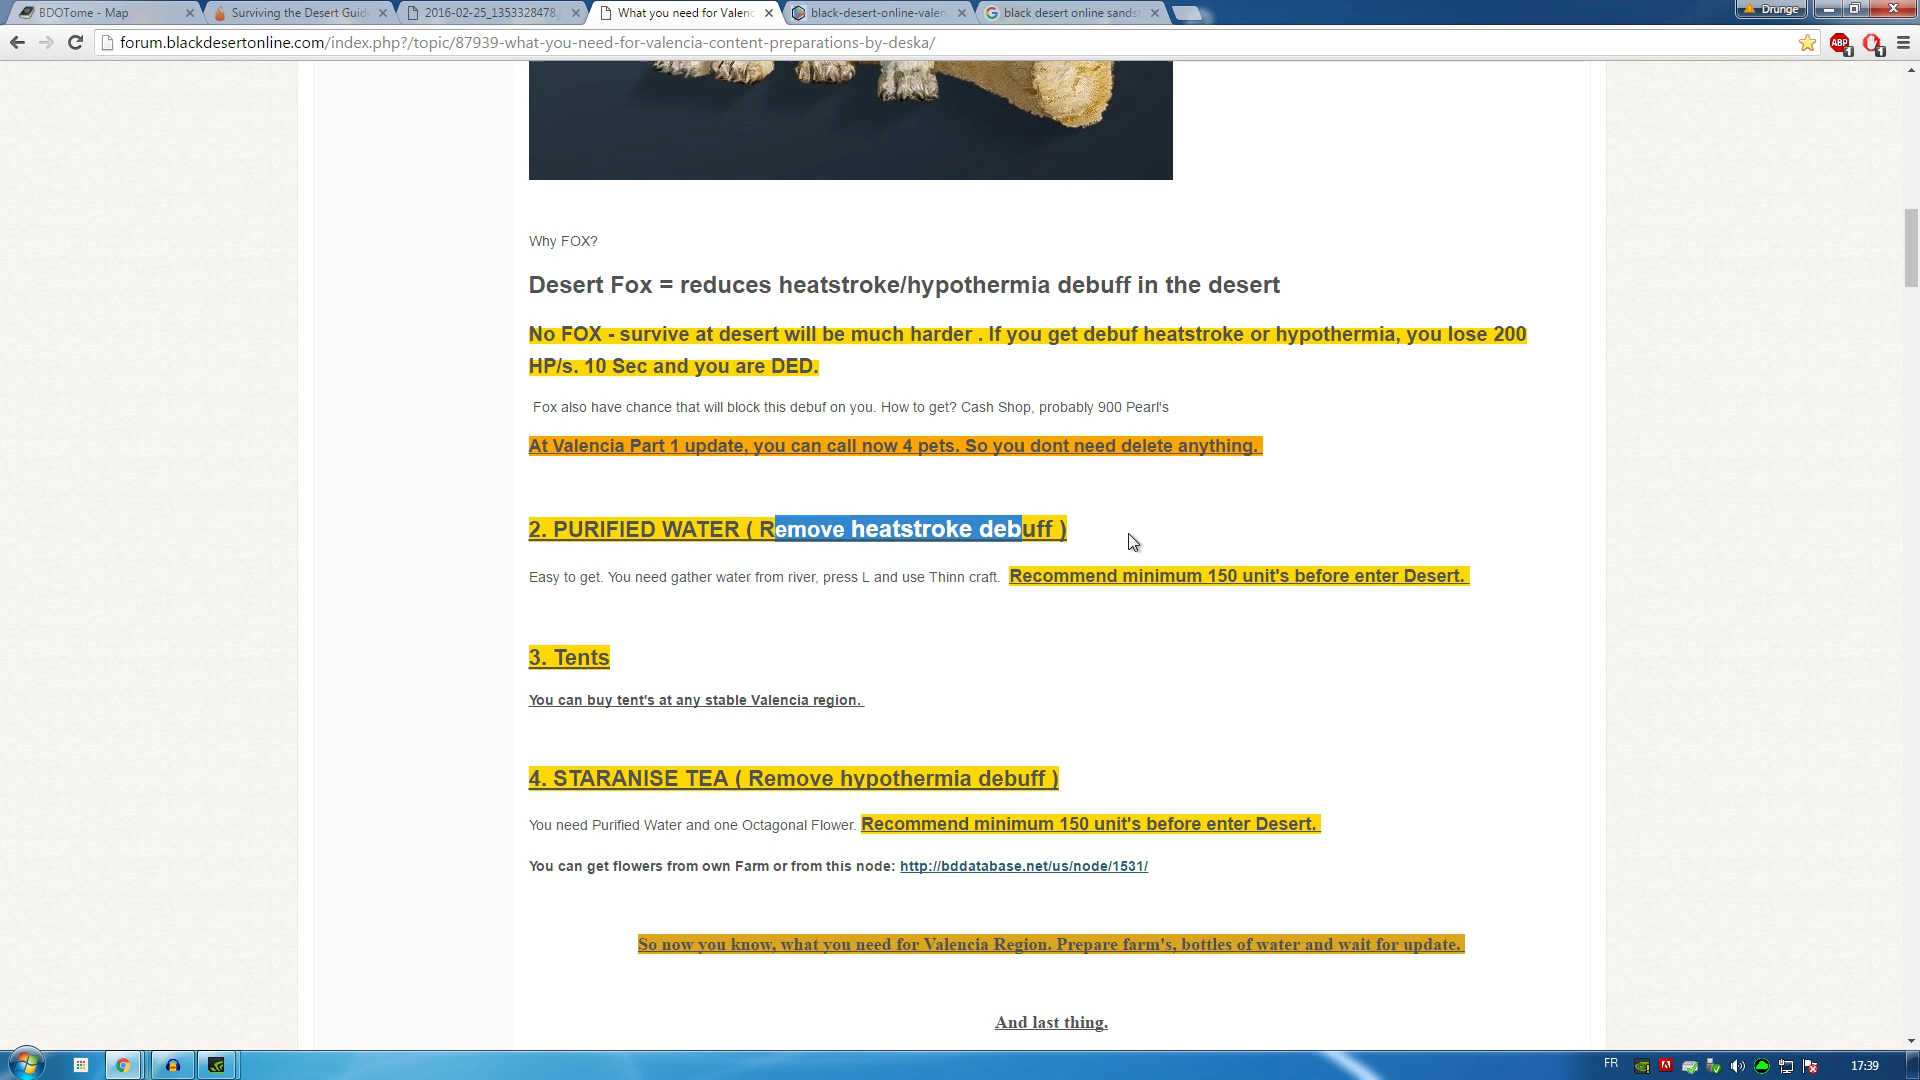 BDOTome - Map
Surviving the Desert Guid
2016-02-25_1353328478.j
What you need for Valenc
black-desert-online-valen
black desert online sands
Drunge
forum.blackdesertonline.com/index.php?/topic/87939-what-you-need-for-valencia-content-preparations-by-deska/
ABP
1
1
Why FOX?
Desert Fox = reduces heatstroke/hypothermia debuff in the desert
No FOX - survive at desert will be much harder . If you get debuf heatstroke or hypothermia, you lose 200
HP/s. 10 Sec and you are DED.
Fox also have chance that will block this debuf on you. How to get? Cash Shop, probably 900 Pearl's
At Valencia Part 1 update, you can call now 4 pets. So you dont need delete anything.
2. PURIFIED WATER ( Remove heatstroke debuff )
Easy to get. You need gather water from river, press L and use Thinn craft. Recommend minimum 150 unit's before enter Desert.
3. Tents
You can buy tent's at any stable Valencia region.
4. STARANISE TEA ( Remove hypothermia debuff )
You need Purified Water and one Octagonal Flower. Recommend minimum 150 unit's before enter Desert.
You can get flowers from own Farm or from this node: http://bddatabase.net/us/node/1531/
So now you know, what you need for Valencia Region. Prepare farm's, bottles of water and wait for update.
And last thing.
FR
17:39